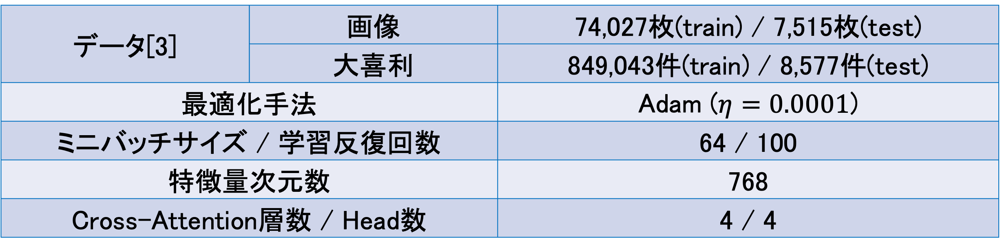 データ[3]
画像
74,027枚(train) / 7,515枚(test)
大喜利
849,043件(train) / 8,577件(test)
最適化手法
Adam (η = 0.0001)
ミニバッチサイズ / 学習反復回数
64 / 100
特徴量次元数
768
Cross-Attention層数 / Head数
4 / 4